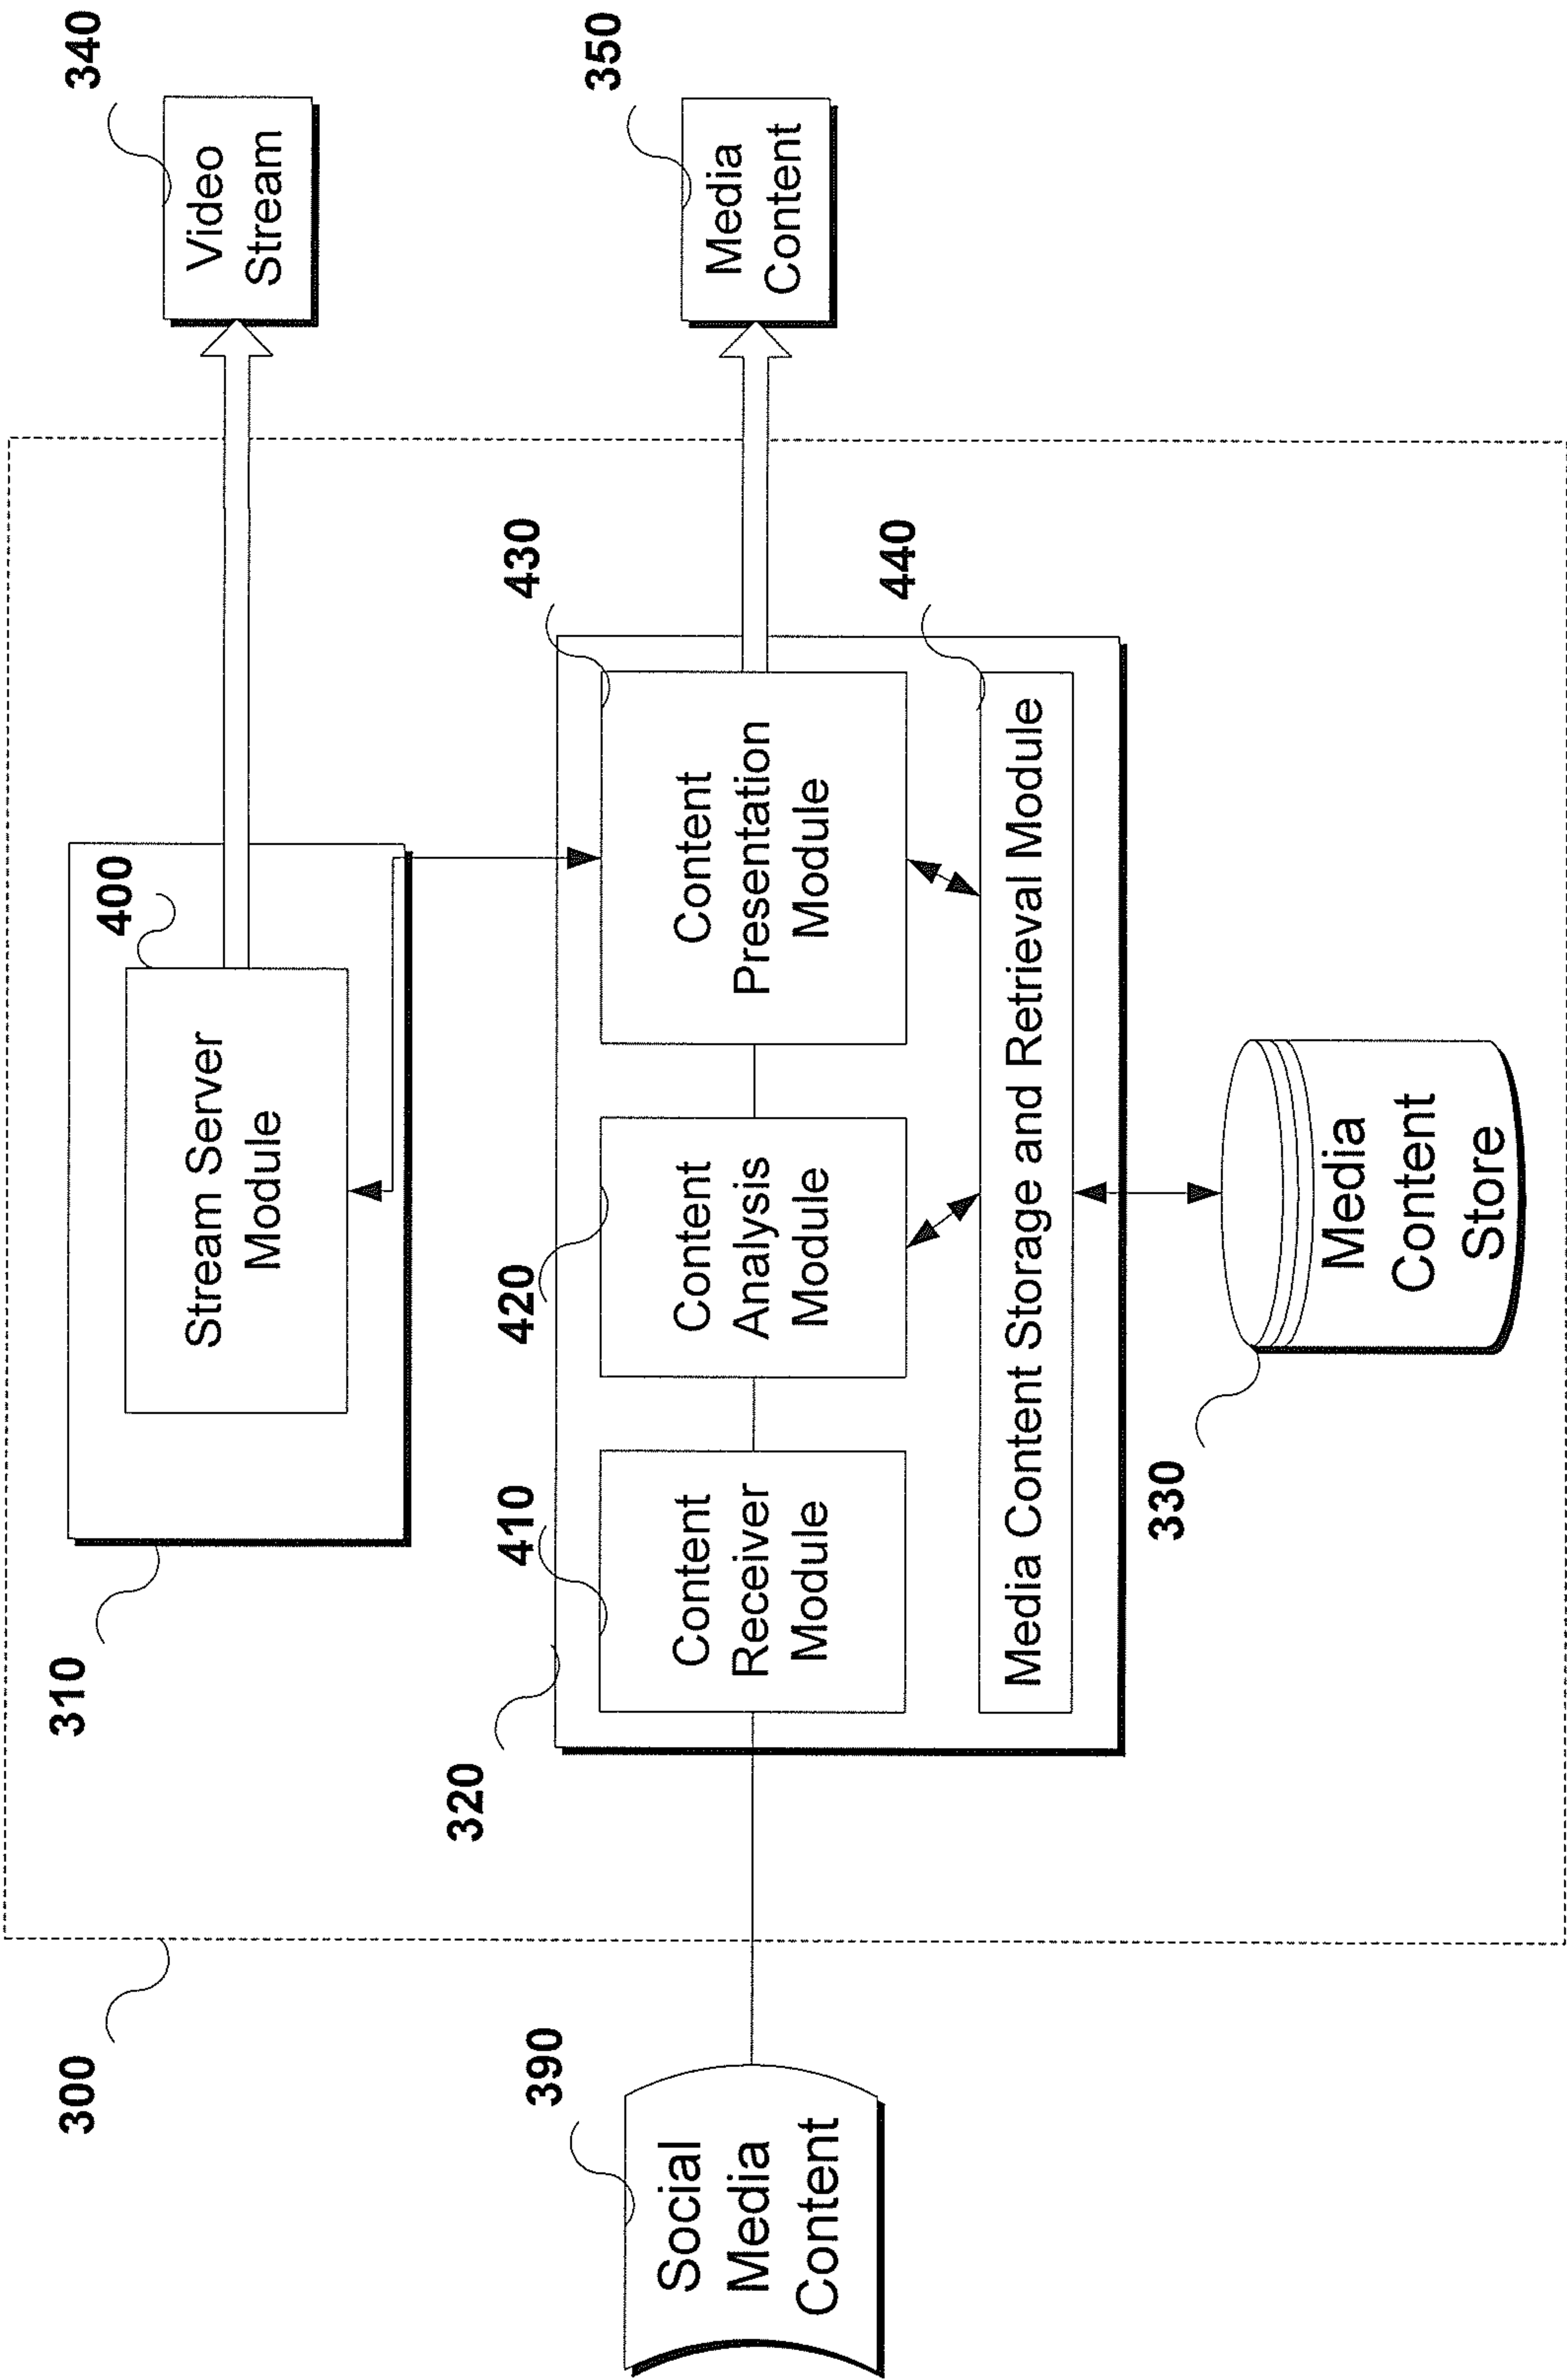 300
310
400
Stream Server
Module
340
Video
Stream
390
Social
Media
Content
320
410
Content
Receiver
Module
420
Content
Analysis
Module
430
Content
Presentation
Module
350
Media
Content
440
Media Content Storage and Retrieval Module
330
Media
Content
Store